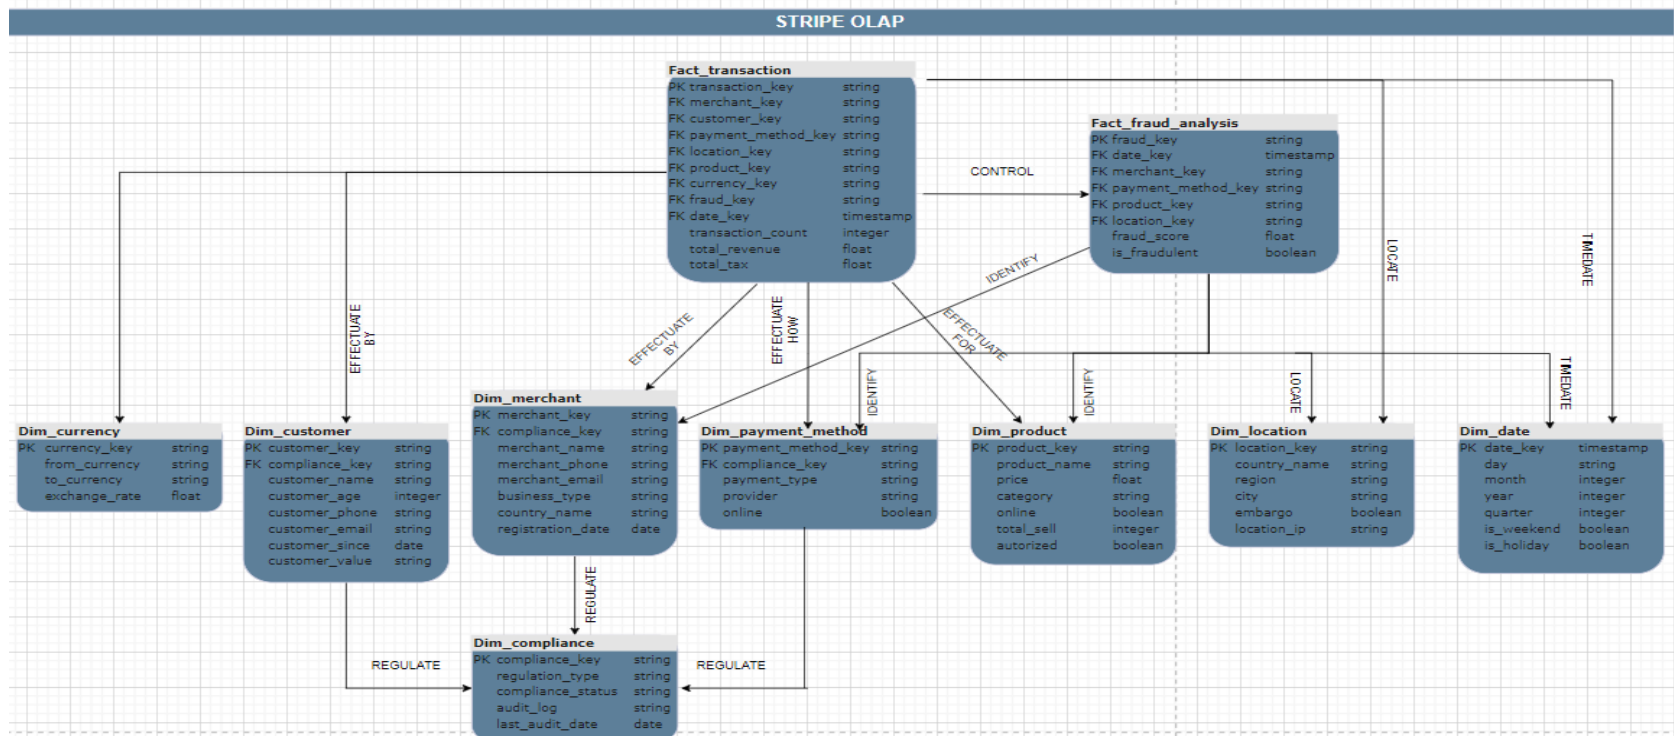 STRIPE OLAP
Fact_transaction
PK transaction_key string
FK merchant_key string
FK customer_key string
FK payment_method_key string
FK location_key string
FK product_key string
FK currency_key string
FK fraud_key string
FK date_key timestamp
transaction_count integer
total_revenue float
total_tax float
CONTROL
Fact_fraud_analysis
PK fraud_key string
FK date_key timestamp
FK merchant_key string
FK payment_method_key string
FK product_key string
FK location_key string
fraud_score float
is_fraudulent boolean
LOCATE
TIMEDATE
IDENTIFY
EFFECTUATE
BY
EFFECTUATE
BY
EFFECTUATE
HOW
EFFECTUATE
FOR
IDENTIFY
IDENTIFY
LOCATE
TIMEDATE
Dim_currency
PK currency_key string
from_currency string
to_currency string
exchange_rate float
Dim_customer
PK customer_key string
FK compliance_key string
customer_name string
customer_age integer
customer_phone string
customer_email string
customer_since date
customer_value string
Dim_merchant
PK merchant_key string
FK compliance_key string
merchant_name string
merchant_phone string
merchant_email string
business_type string
country_name string
registration_date date
Dim_payment_method
PK payment_method_key string
FK compliance_key string
payment_type string
provider string
online boolean
Dim_product
PK product_key string
product_name string
price float
category string
online boolean
total_sell integer
autorized boolean
Dim_location
PK location_key string
country_name string
region string
city string
embargo boolean
location_ip string
Dim_date
PK date_key timestamp
day string
month integer
year integer
quarter integer
is_weekend boolean
is_holiday boolean
REGULATE
REGULATE
REGULATE
Dim_compliance
PK compliance_key string
regulation_type string
compliance_status string
audit_log string
last_audit_date date